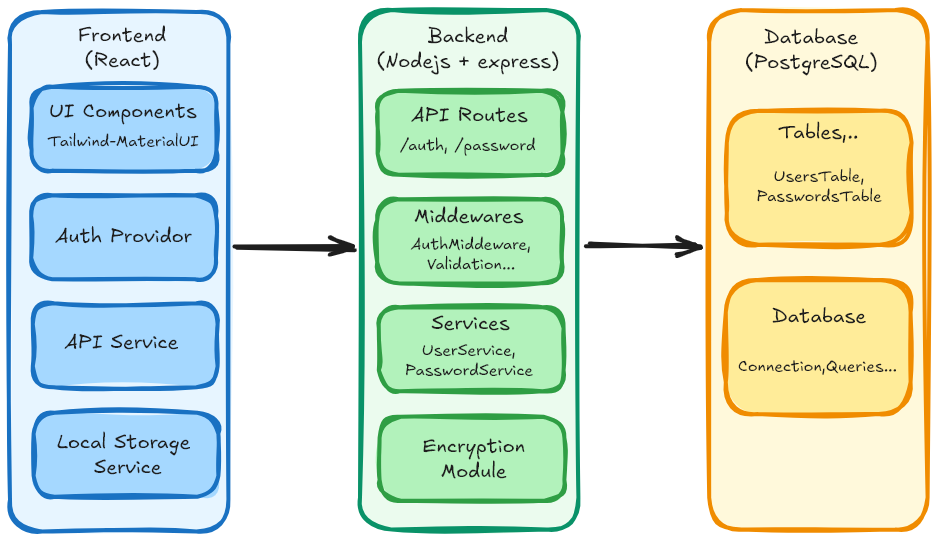 Frontend
(React)
UI Components
Tailwind-MaterialUI
Auth Providor
API Service
Local Storage
Service
Backend
(Nodejs + express)
API Routes
/auth, /password
Middewares
AuthMiddeware,
Validation...
Services
UserService,
PasswordService
Encryption
Module
Database
(PostgreSQL)
Tables,..
UsersTable,
PasswordsTable
Database
Connection,Queries...